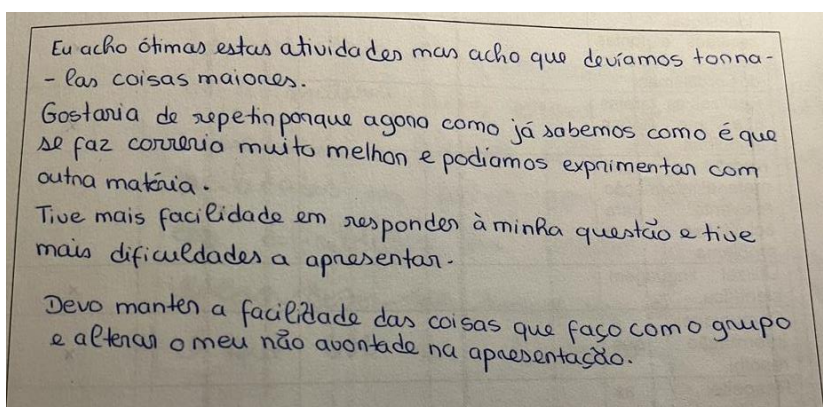 Eu acho ótimas estas atividades mas acho que devíamos torna-
- las coisas maiores.
Gostaria de repetir porque agora como já sabemos como é que
se faz correria muito melhor e podiamos exprimentar com
outra matéria.
Tive mais facilidade em responder à minha questão e tive
mais dificuldades a apresentar.
Devo manter a facilidade das coisas que faço com o grupo
e alterar o meu não avontade na apresentação.